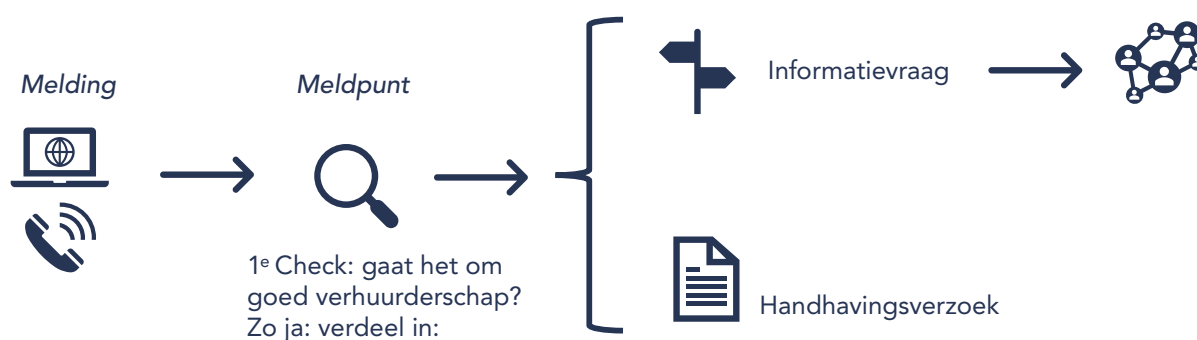 Melding
Meldpunt
1e Check: gaat het om
goed verhuurderschap?
Zo ja: verdeel in:
Informatievraag
Handhavingsverzoek